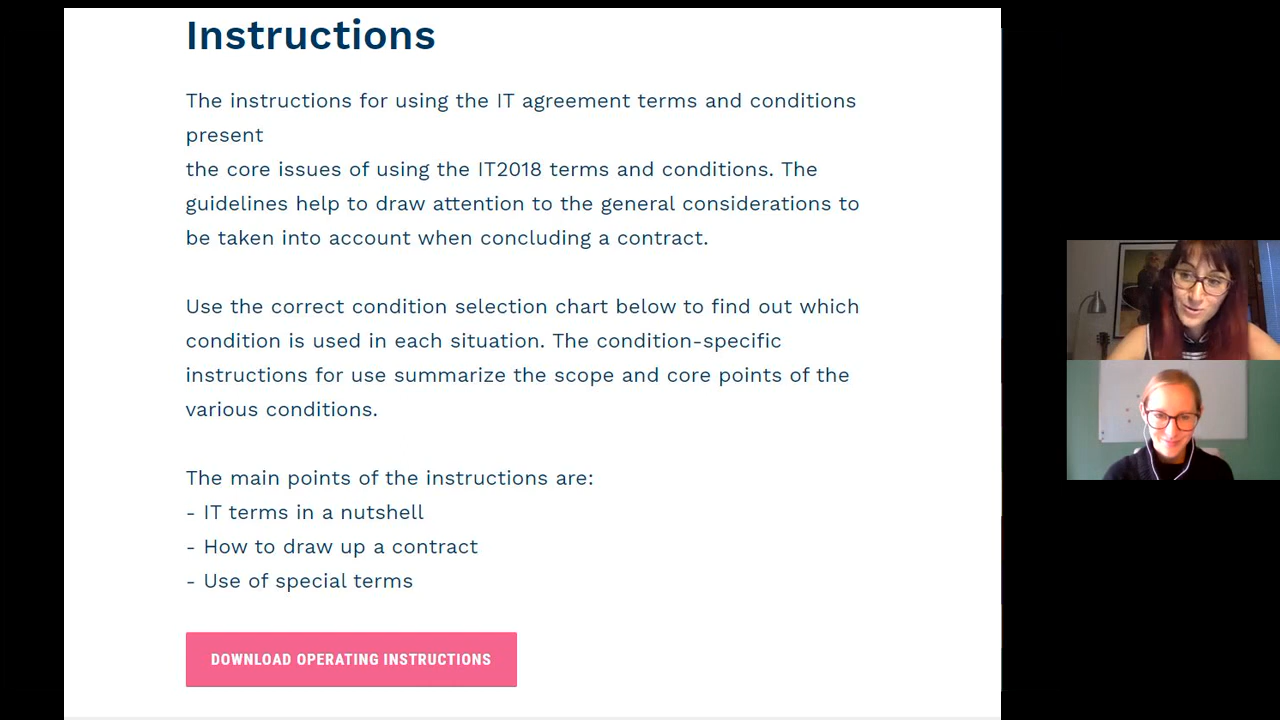 Instructions
The instructions for using the IT agreement terms and conditions
present
the core issues of using the IT2018 terms and conditions. The
guidelines help to draw attention to the general considerations to
be taken into account when concluding a contract.
Use the correct condition selection chart below to find out which
condition is used in each situation. The condition-specific
instructions for use summarize the scope and core points of the
various conditions.
The main points of the instructions are:
- IT terms in a nutshell
- How to draw up a contract
- Use of special terms
DOWNLOAD OPERATING INSTRUCTIONS